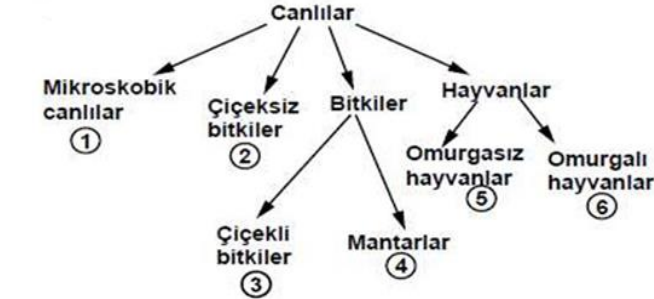 Canlılar
Mikroskobik
canlılar
1
Çiçeksiz
bitkiler
2
Bitkiler
Hayvanlar
Omurgasız
hayvanlar
5
Omurgalı
hayvanlar
6
Çiçekli
bitkiler
3
Mantarlar
4